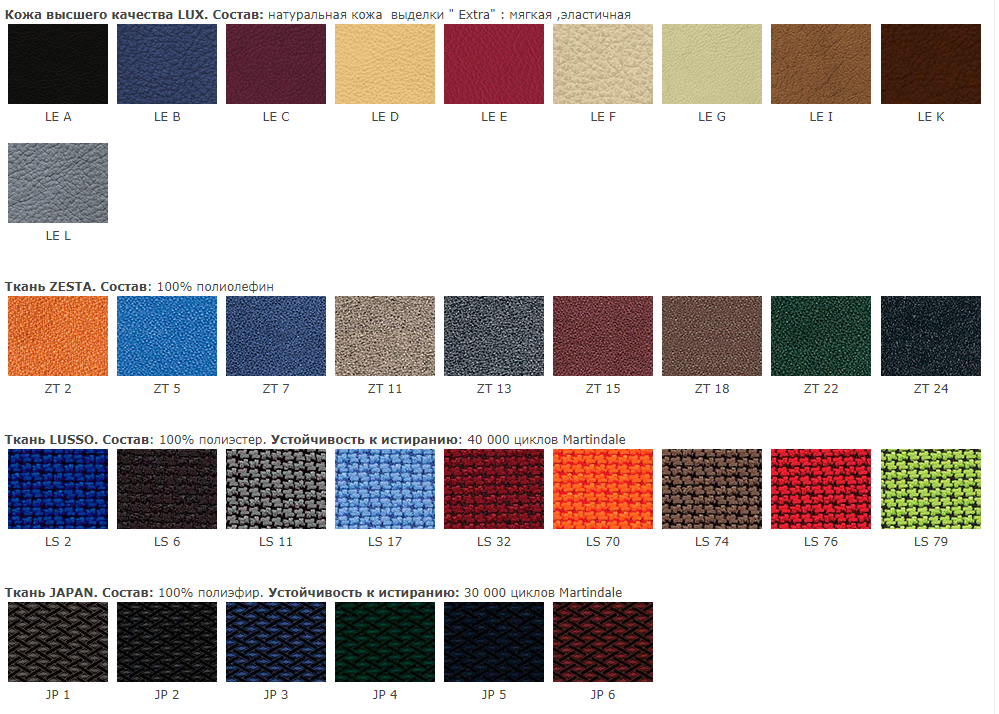 Кожа высшего качества LUX. Состав: натуральная кожа выделки " Extra" : мягкая ,эластичная
LE A LE B LE C LE D LE E LE F LE G LE I LE K
LE L
Ткань ZESTA. Состав: 100% полиолефин
ZT 2 ZT 5 ZT 7 ZT 11 ZT 13 ZT 15 ZT 18 ZT 22 ZT 24
Ткань LUSSO. Состав: 100% полиэстер. Устойчивость к истиранию: 40 000 циклов Martindale
LS 2 LS 6 LS 11 LS 17 LS 32 LS 70 LS 74 LS 76 LS 79
Ткань JAPAN. Состав: 100% полиэфир. Устойчивость к истиранию: 30 000 циклов Martindale
JP 1 JP 2 JP 3 JP 4 JP 5 JP 6